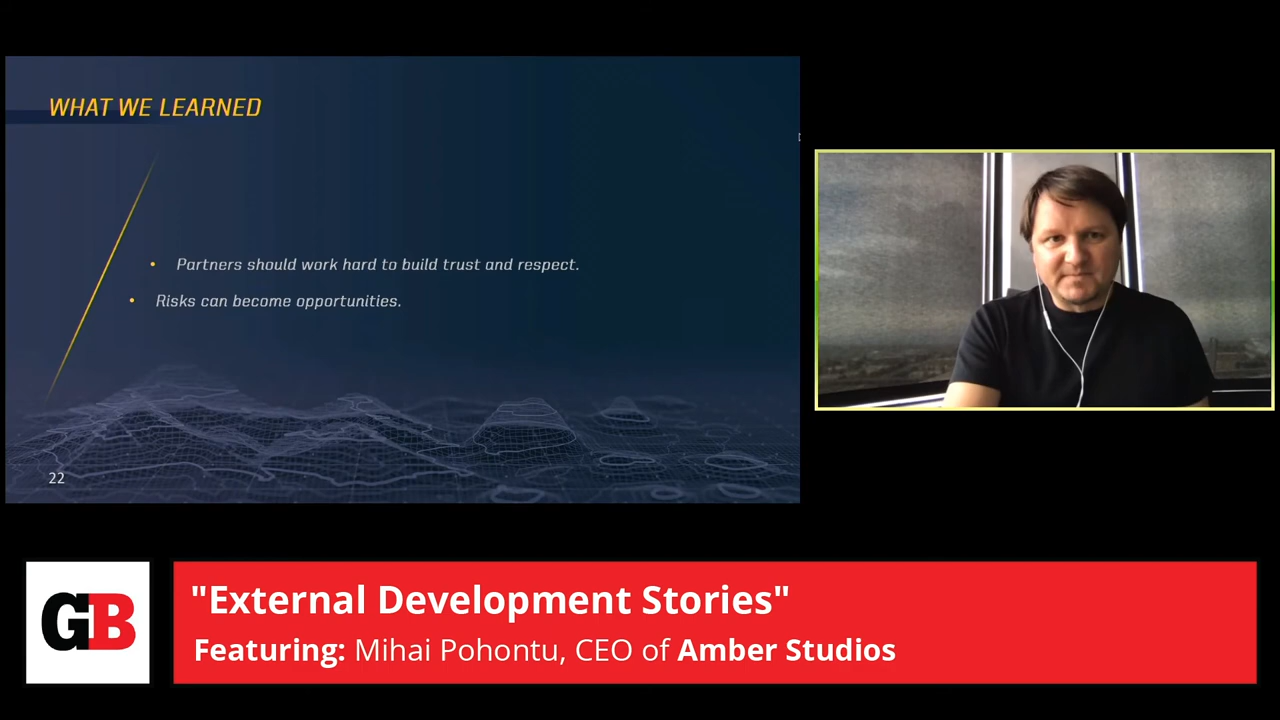 WHAT WE LEARNED
• Partners should work hard to build trust and respect.
• Risks can become opportunities.
22
GB
"External Development Stories"
Featuring: Mihai Pohontu, CEO of Amber Studios